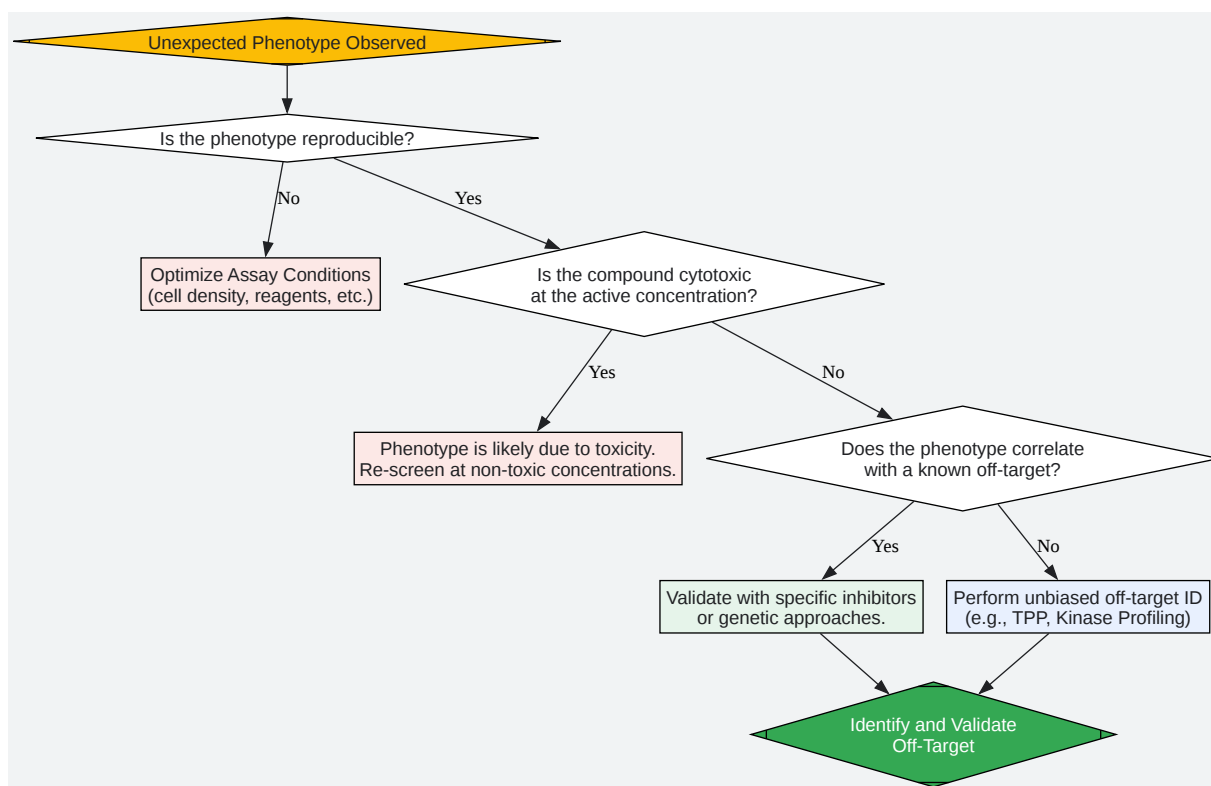 Unexpected Phenotype Observed
Is the phenotype reproducible?
No
Yes
Optimize Assay Conditions
(cell density, reagents, etc.)
Is the compound cytotoxic
at the active concentration?
Yes
No
Phenotype is likely due to toxicity.
Re-screen at non-toxic concentrations.
Does the phenotype correlate
with a known off-target?
Yes
No
Validate with specific inhibitors
or genetic approaches.
Perform unbiased off-target ID
(e.g., TPP, Kinase Profiling)
Identify and Validate
Off-Target